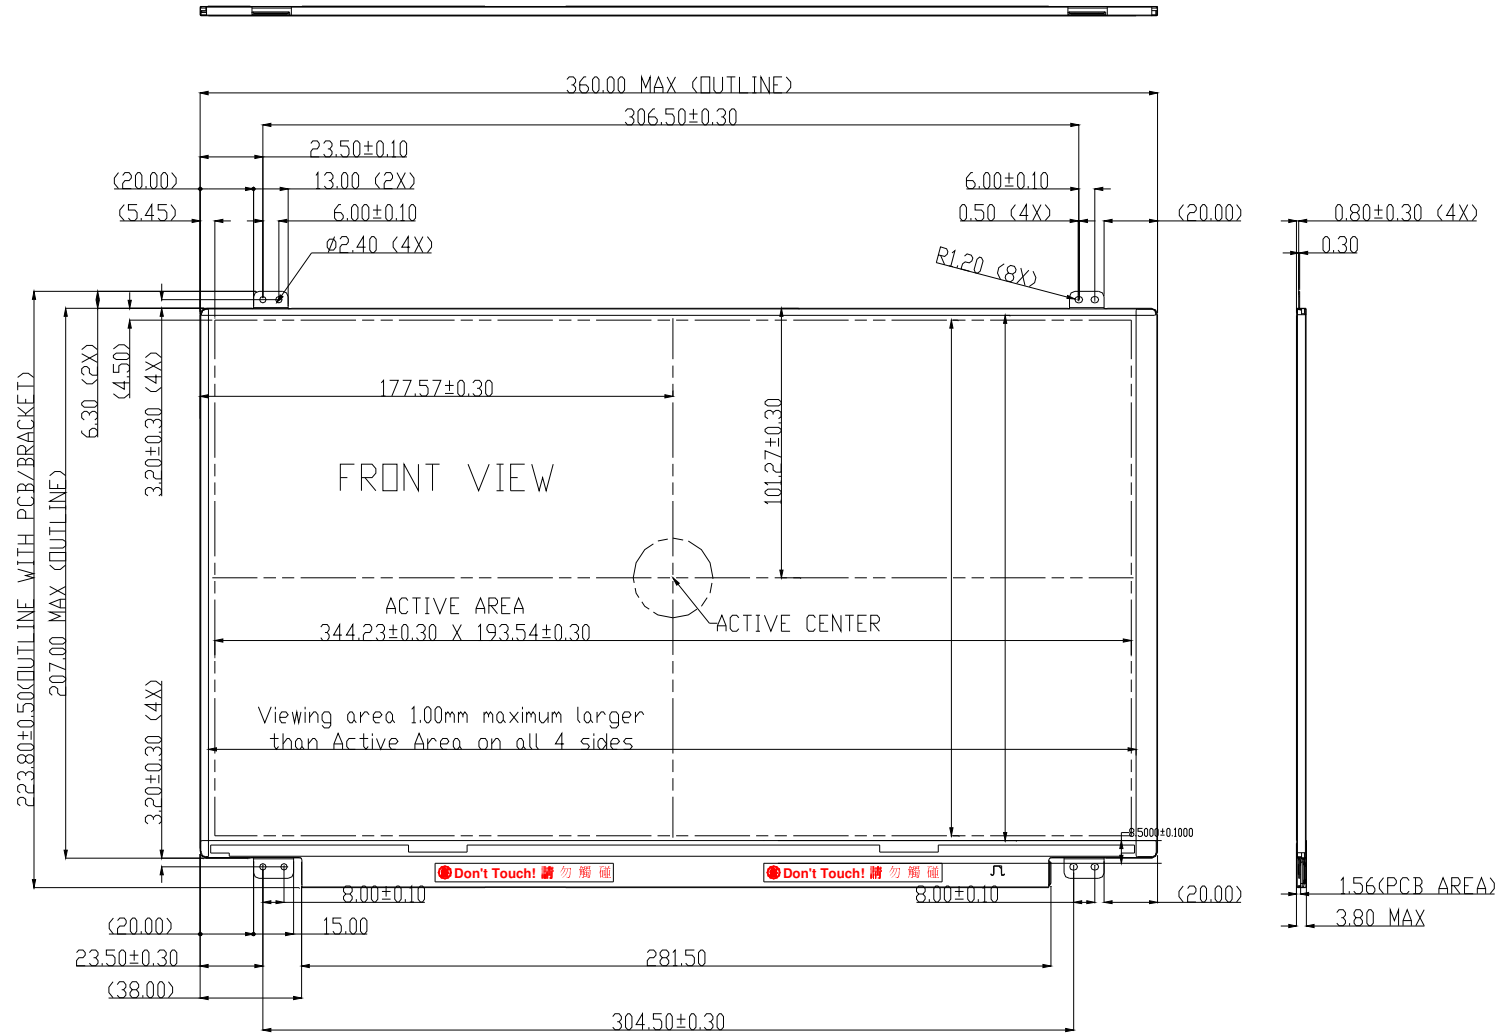 360.00 MAX (OUTLINE)
306.50±0.30
23.50±0.10
(20.00)
13.00 (2X)
6.00±0.10
(5.45)
6.00±0.10
0.50 (4X)
(20.00)
0.80±0.30 (4X)
ø2.40 (4X)
R1.20 (8X)
0.30
223.80±0.50(OUTLINE WITH PCB/BRACKET)
207.00 MAX (OUTLINE)
6.30 (2X)
(4.50)
3.20±0.30 (4X)
177.57±0.30
101.27±0.30
FRONT VIEW
ACTIVE AREA
344.23±0.30 X 193.54±0.30
ACTIVE CENTER
Viewing area 1.00mm maximum larger
than Active Area on all 4 sides
3.20±0.30 (4X)
8.5000±0.1000
Don't Touch! 請勿觸碰
Don't Touch! 請勿觸碰
8.00±0.10
8.00±0.10
(20.00)
1.56(PCB AREA)
3.80 MAX
(20.00)
15.00
23.50±0.30
281.50
(38.00)
304.50±0.30